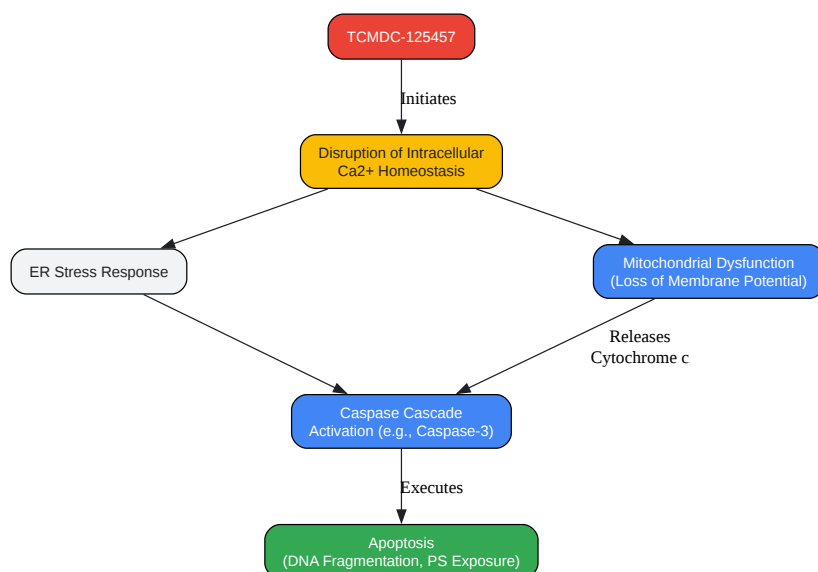 TCMDC-125457
Initiates
Disruption of Intracellular
Ca2+ Homeostasis
ER Stress Response
Mitochondrial Dysfunction
(Loss of Membrane Potential)
Releases
Cytochrome c
Caspase Cascade
Activation (e.g., Caspase-3)
Executes
Apoptosis
(DNA Fragmentation, PS Exposure)